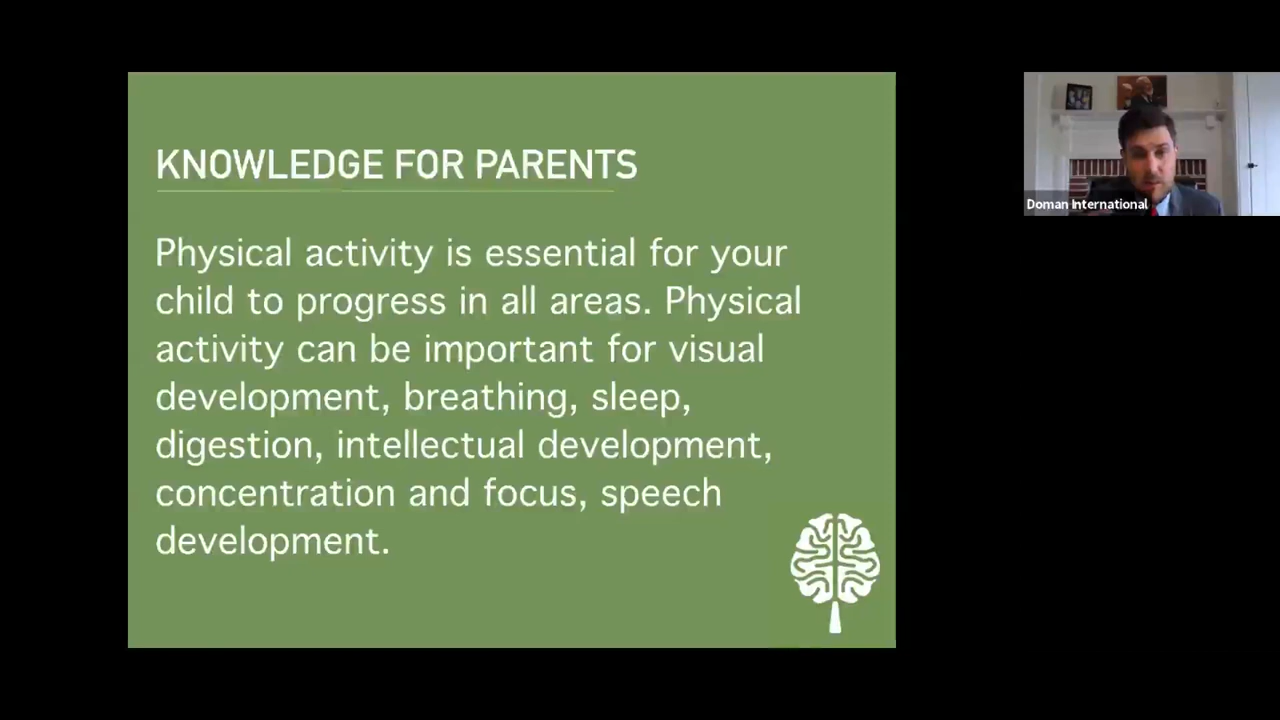 KNOWLEDGE FOR PARENTS
Physical activity is essential for your
child to progress in all areas. Physical
activity can be important for visual
development, breathing, sleep,
digestion, intellectual development,
concentration and focus, speech
development.
Doman International